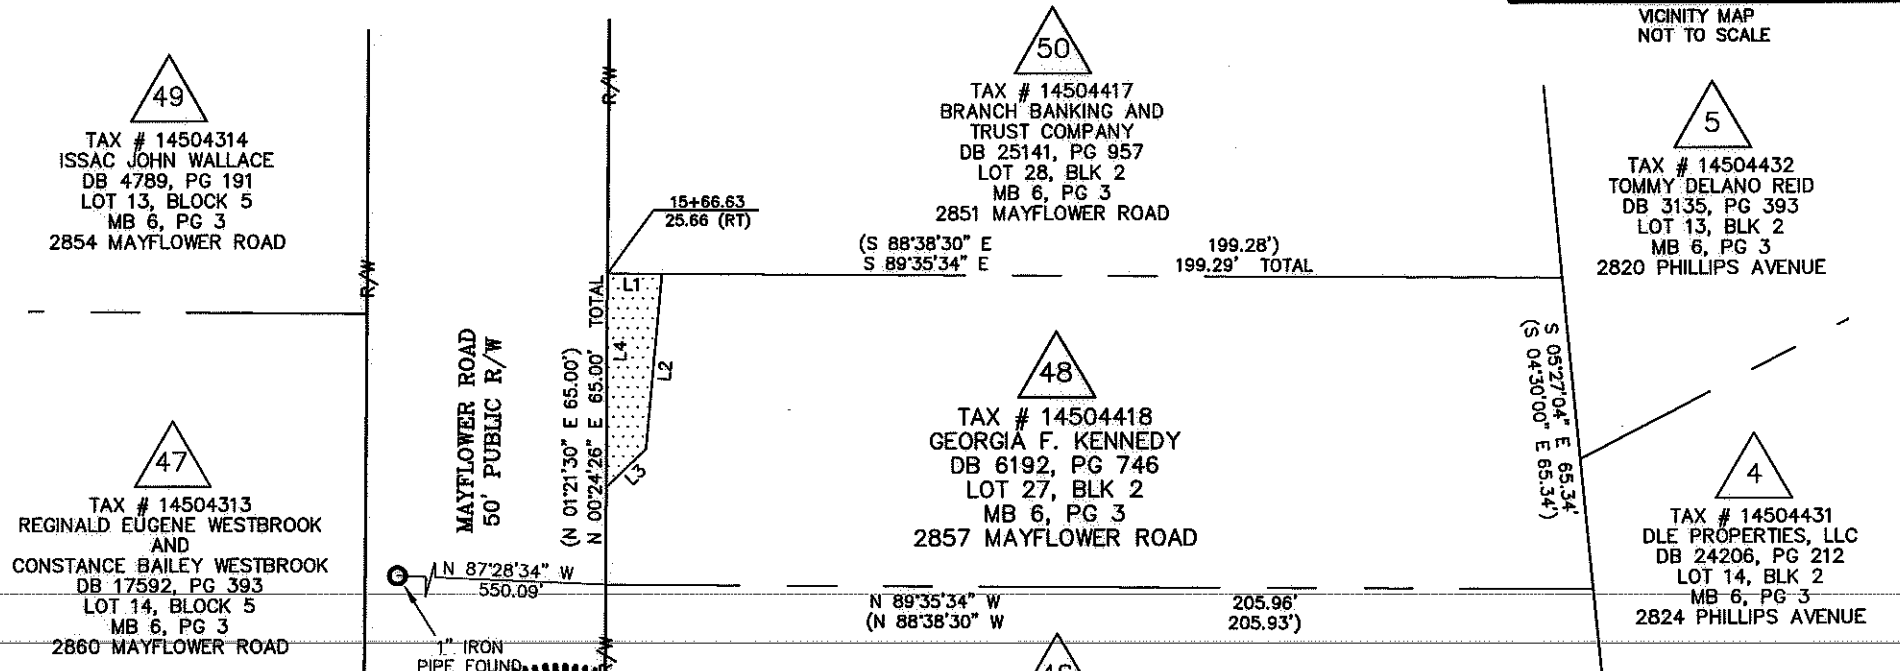 VICINITY MAP
NOT TO SCALE
49
TAX # 14504314
ISSAC JOHN WALLACE
DB 4789, PG 191
LOT 13, BLOCK 5
MB 6, PG 3
2854 MAYFLOWER ROAD
R/W
R/W
50
TAX # 14504417
BRANCH BANKING AND
TRUST COMPANY
DB 25141, PG 957
LOT 28, BLK 2
MB 6, PG 3
2851 MAYFLOWER ROAD
5
TAX # 14504432
TOMMY DELANO REID
DB 3135, PG 393
LOT 13, BLK 2
MB 6, PG 3
2820 PHILLIPS AVENUE
15+66.63
25.66 (RT)
(S 88°38'30" E 199.28')
S 89°35'34" E 199.29' TOTAL
L1
L2
L3
L4
MAYFLOWER ROAD
50' PUBLIC R/W
(N 01°21'30" E 65.00')
N 00°24'26" E 65.00' TOTAL
48
TAX # 14504418
GEORGIA F. KENNEDY
DB 6192, PG 746
LOT 27, BLK 2
MB 6, PG 3
2857 MAYFLOWER ROAD
S 05°27'04" E 65.34'
(S 04°30'00" E 65.34')
47
TAX # 14504313
REGINALD EUGENE WESTBROOK
AND
CONSTANCE BAILEY WESTBROOK
DB 17592, PG 393
LOT 14, BLOCK 5
MB 6, PG 3
2860 MAYFLOWER ROAD
4
TAX # 14504431
DLE PROPERTIES, LLC
DB 24206, PG 212
LOT 14, BLK 2
MB 6, PG 3
2824 PHILLIPS AVENUE
N 87°28'34" W
550.09'
N 89°35'34" W 205.96'
(N 88°38'30" W 205.93')
1" IRON
PIPE FOUND
R/W
46